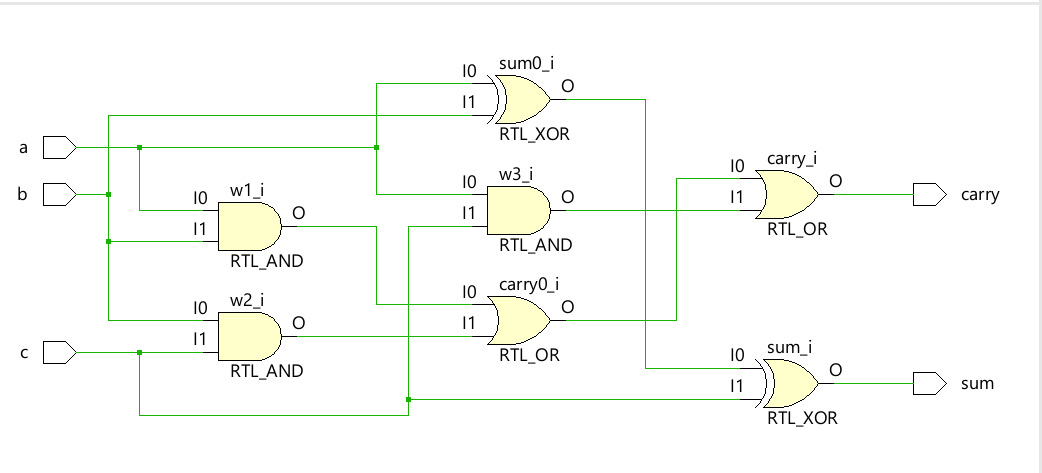 sum0_i
I0
O
I1
RTL_XOR
a
carry_i
I0
O
I1
RTL_OR
carry
w3_i
I0
O
I1
RTL_AND
b
w1_i
I0
O
I1
RTL_AND
carry0_i
I0
O
I1
RTL_OR
w2_i
I0
O
I1
RTL_AND
c
sum_i
I0
O
I1
RTL_XOR
sum